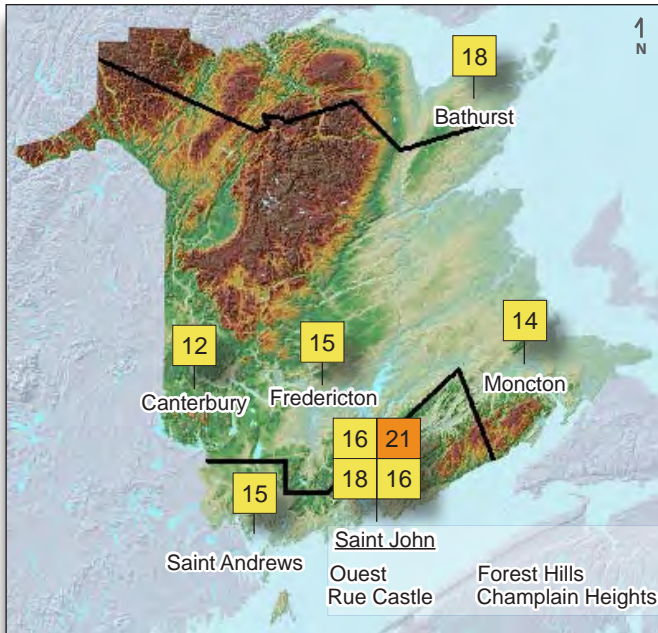 1
N
18
Bathurst
14
Moncton
12
Canterbury
15
Fredericton
16 21
18 16
15
Saint Andrews
Saint John
Ouest Forest Hills
Rue Castle Champlain Heights